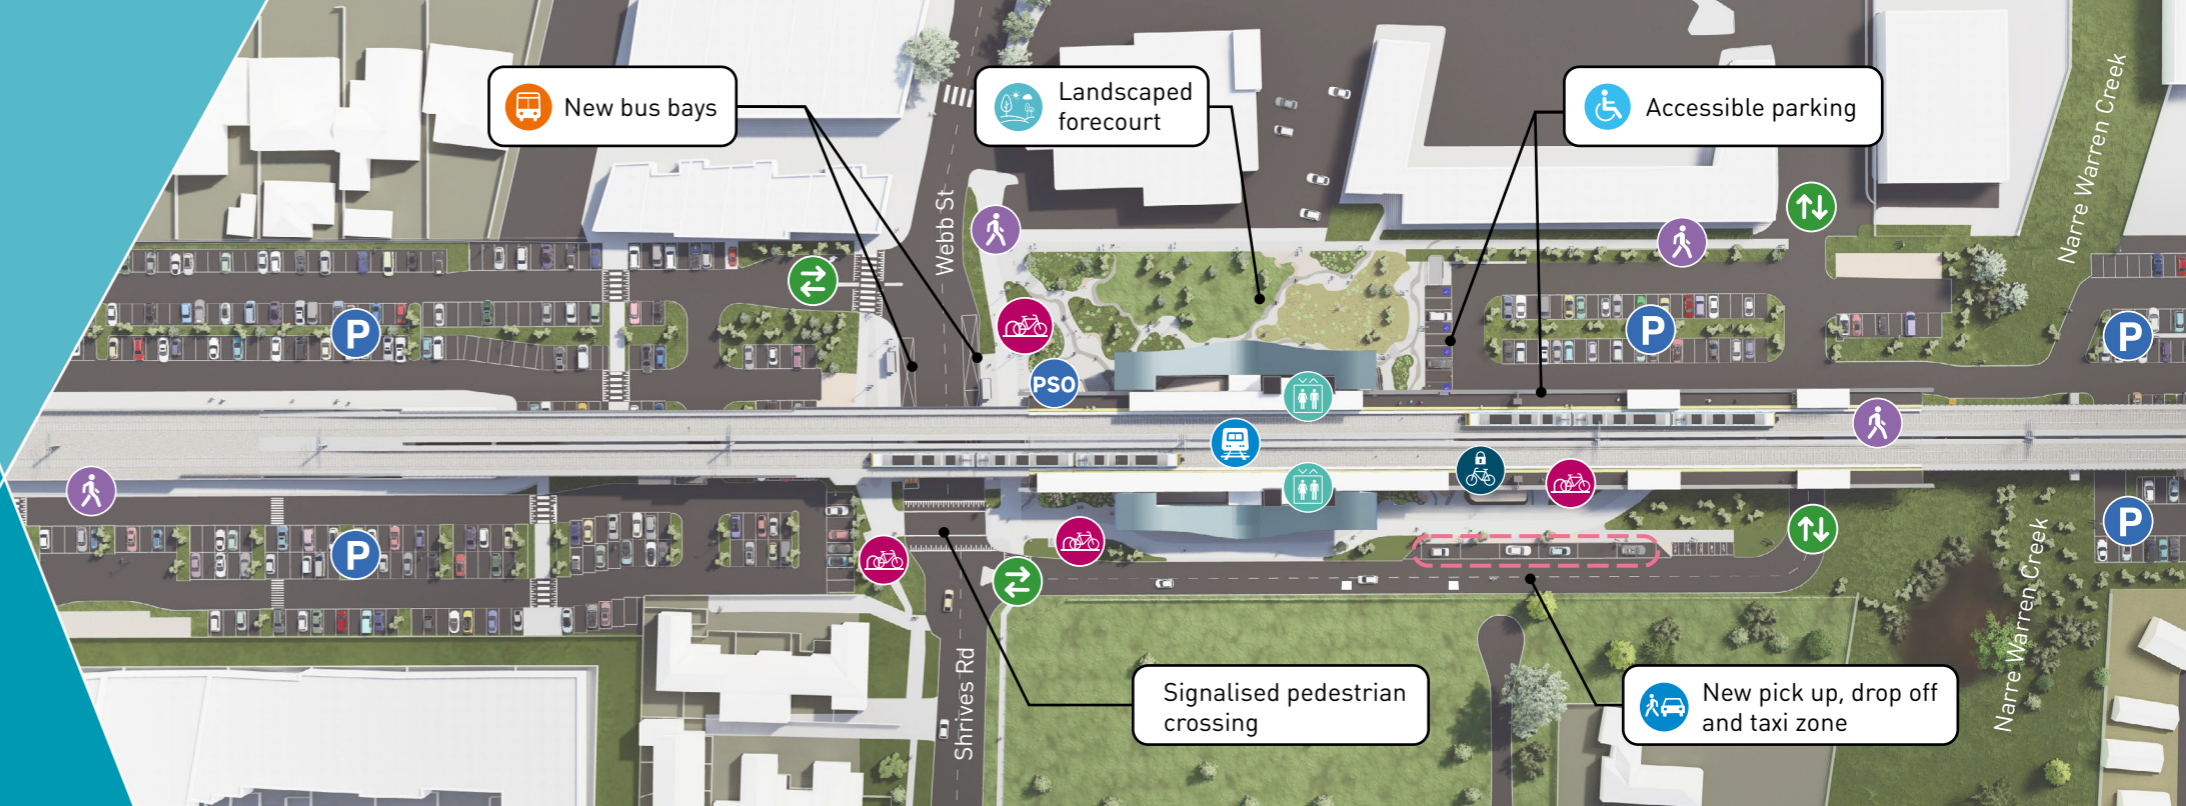 New bus bays
Landscaped
forecourt
Accessible parking
Narre Warren Creek
Webb St
P
P
P
PSO
P
P
Narre Warren Creek
Shrives Rd
Signalised pedestrian
crossing
New pick up, drop off
and taxi zone